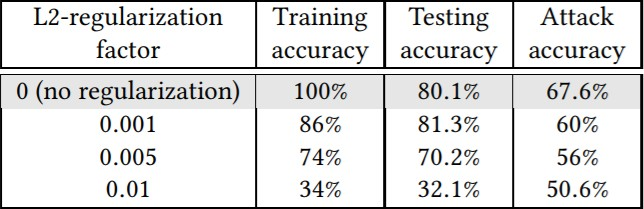 L2-regularization factor Training accuracy Testing accuracy Attack accuracy
0 (no regularization) 100% 80.1% 67.6%
0.001 86% 81.3% 60%
0.005 74% 70.2% 56%
0.01 34% 32.1% 50.6%